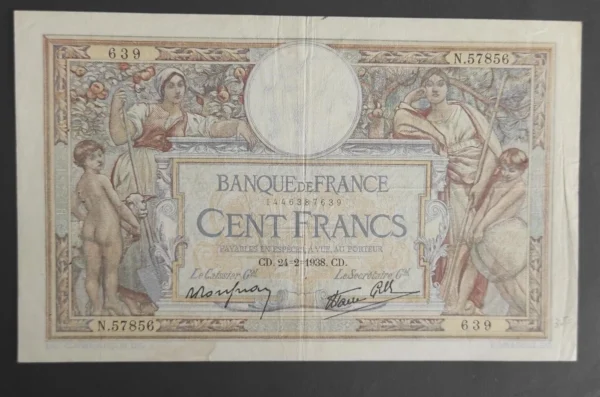 639 N.57856
BANQUE DE FRANCE
1446387639
CENT FRANCS
PAYABLES EN ESPÈCES, A VUE, AU PORTEUR
CD. 24=2=1938. CD.
Le Caissier Gal Le Secrétaire Gal
N.57856 639